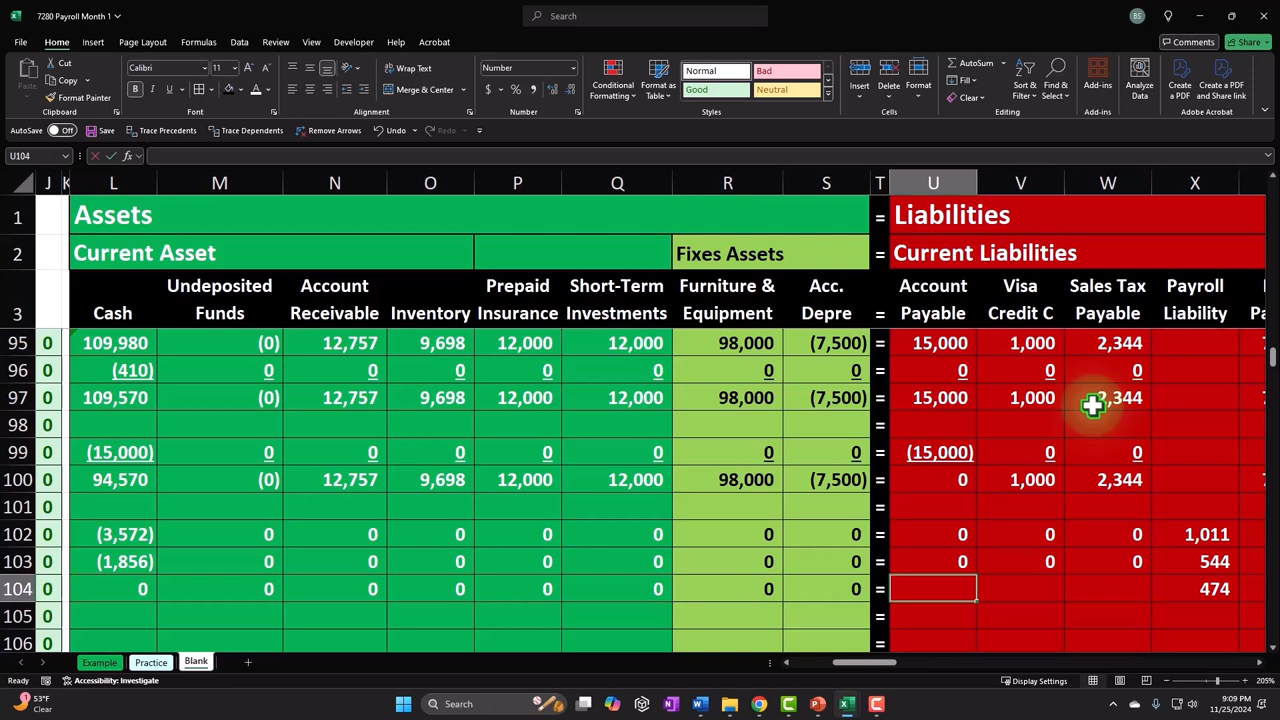 7280 Payroll Month 1
Search
BS
File Home Insert Page Layout Formulas Data Review View Developer Help Acrobat Comments Share
Paste Cut Copy Format Painter Clipboard
Calibri 11 Font
Wrap Text Merge & Center Alignment
Number Number
Conditional Formatting Format as Table Normal Bad Good Neutral Styles
Insert Delete Format Cells
AutoSum Fill Clear Sort & Filter Find & Select Editing
Add-ins Add-ins
Analyze Data
Create a PDF Create a PDF and Share link Adobe Acrobat
AutoSave Off Save Trace Precedents Trace Dependents Remove Arrows Undo Redo
U104 fx
J K L M N O P Q R S T U V W X
1 Assets = Liabilities
2 Current Asset Fixes Assets = Current Liabilities
Undeposited Account Prepaid Short-Term Furniture & Acc. Account Visa Sales Tax Payroll
3 Cash Funds Receivable Inventory Insurance Investments Equipment Depre = Payable Credit C Payable Liability
95 0 109,980 (0) 12,757 9,698 12,000 12,000 98,000 (7,500) = 15,000 1,000 2,344
96 0 (410) 0 0 0 0 0 0 0 = 0 0 0
97 0 109,570 (0) 12,757 9,698 12,000 12,000 98,000 (7,500) = 15,000 1,000 2,344
98 0 =
99 0 (15,000) 0 0 0 0 0 0 0 = (15,000) 0 0
100 0 94,570 (0) 12,757 9,698 12,000 12,000 98,000 (7,500) = 0 1,000 2,344
101 0 =
102 0 (3,572) 0 0 0 0 0 0 0 = 0 0 0 1,011
103 0 (1,856) 0 0 0 0 0 0 0 = 0 0 0 544
104 0 0 0 0 0 0 0 0 0 = 474
105 0 =
106 0 =
Example Practice Blank
Ready Accessibility: Investigate Display Settings 205%
53°F
Clear
Search
9:09 PM
11/25/2024